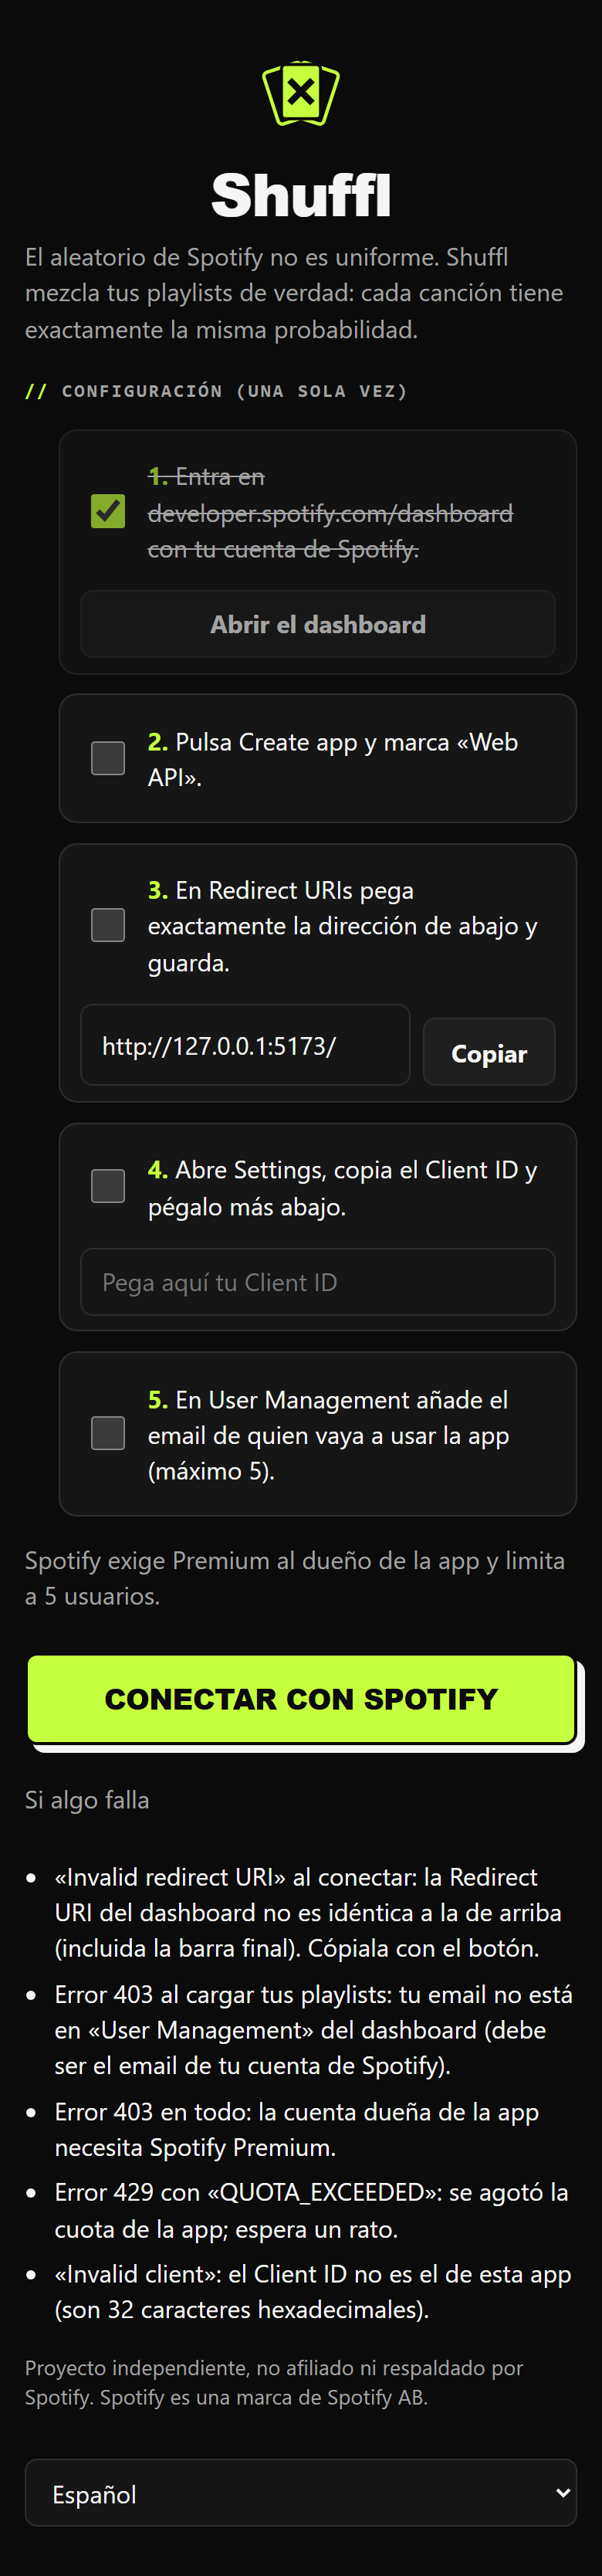 Shuffl
El aleatorio de Spotify no es uniforme. Shuffl
mezcla tus playlists de verdad: cada canción tiene
exactamente la misma probabilidad.
// CONFIGURACIÓN (UNA SOLA VEZ)
1. Entra en
developer.spotify.com/dashboard
con tu cuenta de Spotify.
Abrir el dashboard
2. Pulsa Create app y marca «Web
API».
3. En Redirect URIs pega
exactamente la dirección de abajo y
guarda.
http://127.0.0.1:5173/
Copiar
4. Abre Settings, copia el Client ID y
pégalo más abajo.
Pega aquí tu Client ID
5. En User Management añade el
email de quien vaya a usar la app
(máximo 5).
Spotify exige Premium al dueño de la app y limita
a 5 usuarios.
CONECTAR CON SPOTIFY
Si algo falla
• «Invalid redirect URI» al conectar: la Redirect
URI del dashboard no es idéntica a la de arriba
(incluida la barra final). Cópiala con el botón.
• Error 403 al cargar tus playlists: tu email no está
en «User Management» del dashboard (debe
ser el email de tu cuenta de Spotify).
• Error 403 en todo: la cuenta dueña de la app
necesita Spotify Premium.
• Error 429 con «QUOTA_EXCEEDED»: se agotó la
cuota de la app; espera un rato.
• «Invalid client»: el Client ID no es el de esta app
(son 32 caracteres hexadecimales).
Proyecto independiente, no afiliado ni respaldado por
Spotify. Spotify es una marca de Spotify AB.
Español